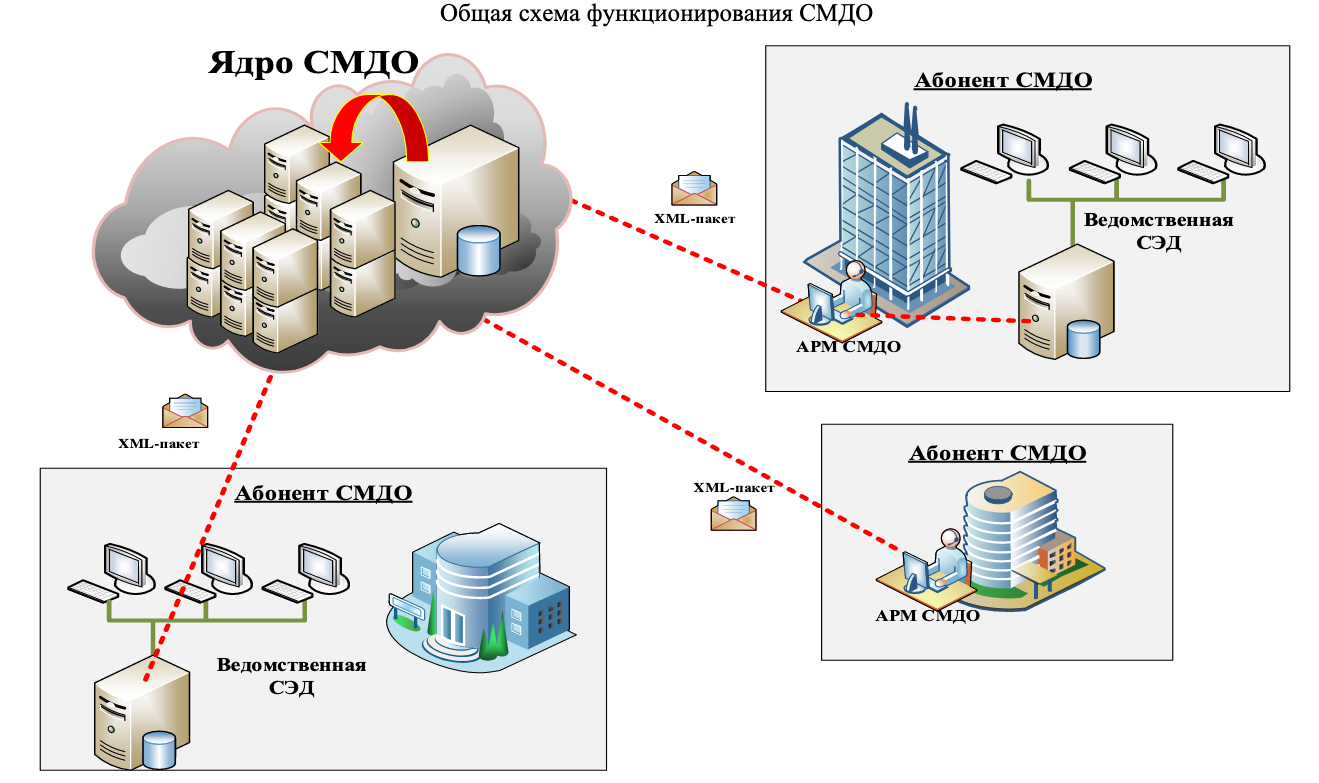 Общая схема функционирования СМДО
Ядро СМДО
Абонент СМДО
XML-пакет
Ведомственная
СЭД
АРМ СМДО
XML-пакет
Абонент СМДО
XML-пакет
АРМ СМДО
Абонент СМДО
Ведомственная
СЭД